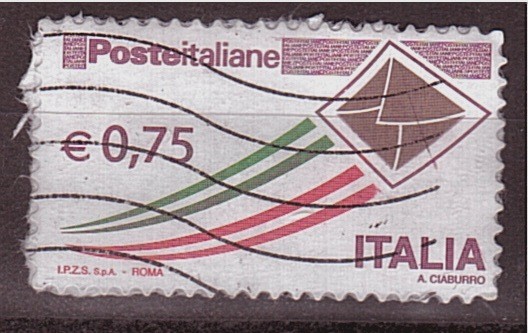 Posteitaliane
€ 0,75
ITALIA
I.P.Z.S. S.p.A. - ROMA
A. CIABURRO